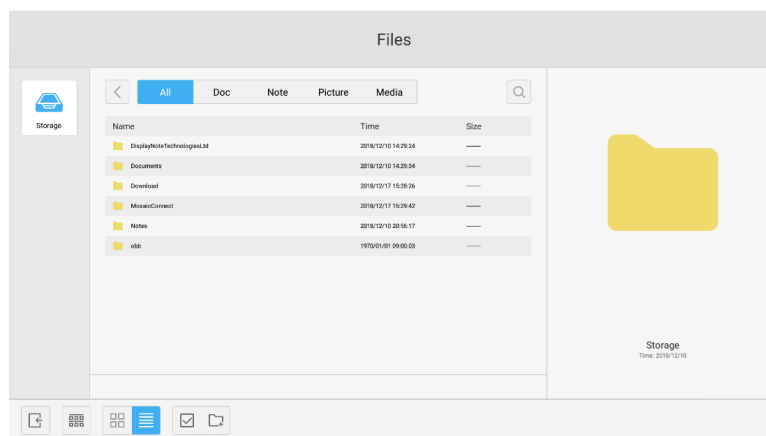 Files
All Doc Note Picture Media
Storage
Name Time Size
DisplayNoteTechnologiesLtd 2018/12/10 14:29:24 —
Documents 2018/12/10 14:29:34 —
Download 2018/12/17 15:28:26 —
MosaicConnect 2018/12/17 15:29:42 —
Notes 2018/12/10 20:56:17 —
obb 1970/01/01 09:00:03 —
Storage
Time: 2018/12/10